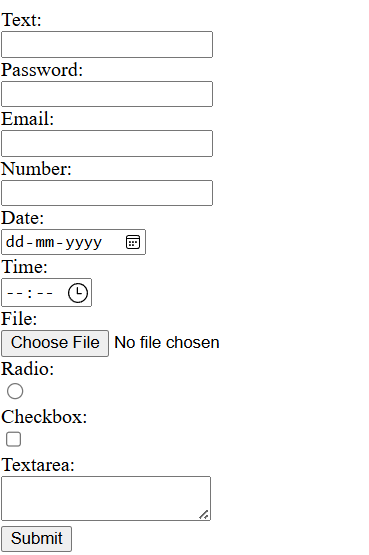 Text:
Password:
Email:
Number:
Date:
dd-mm-yyyy
Time:
--:--
File:
Choose File No file chosen
Radio:
Checkbox:
Textarea:
Submit